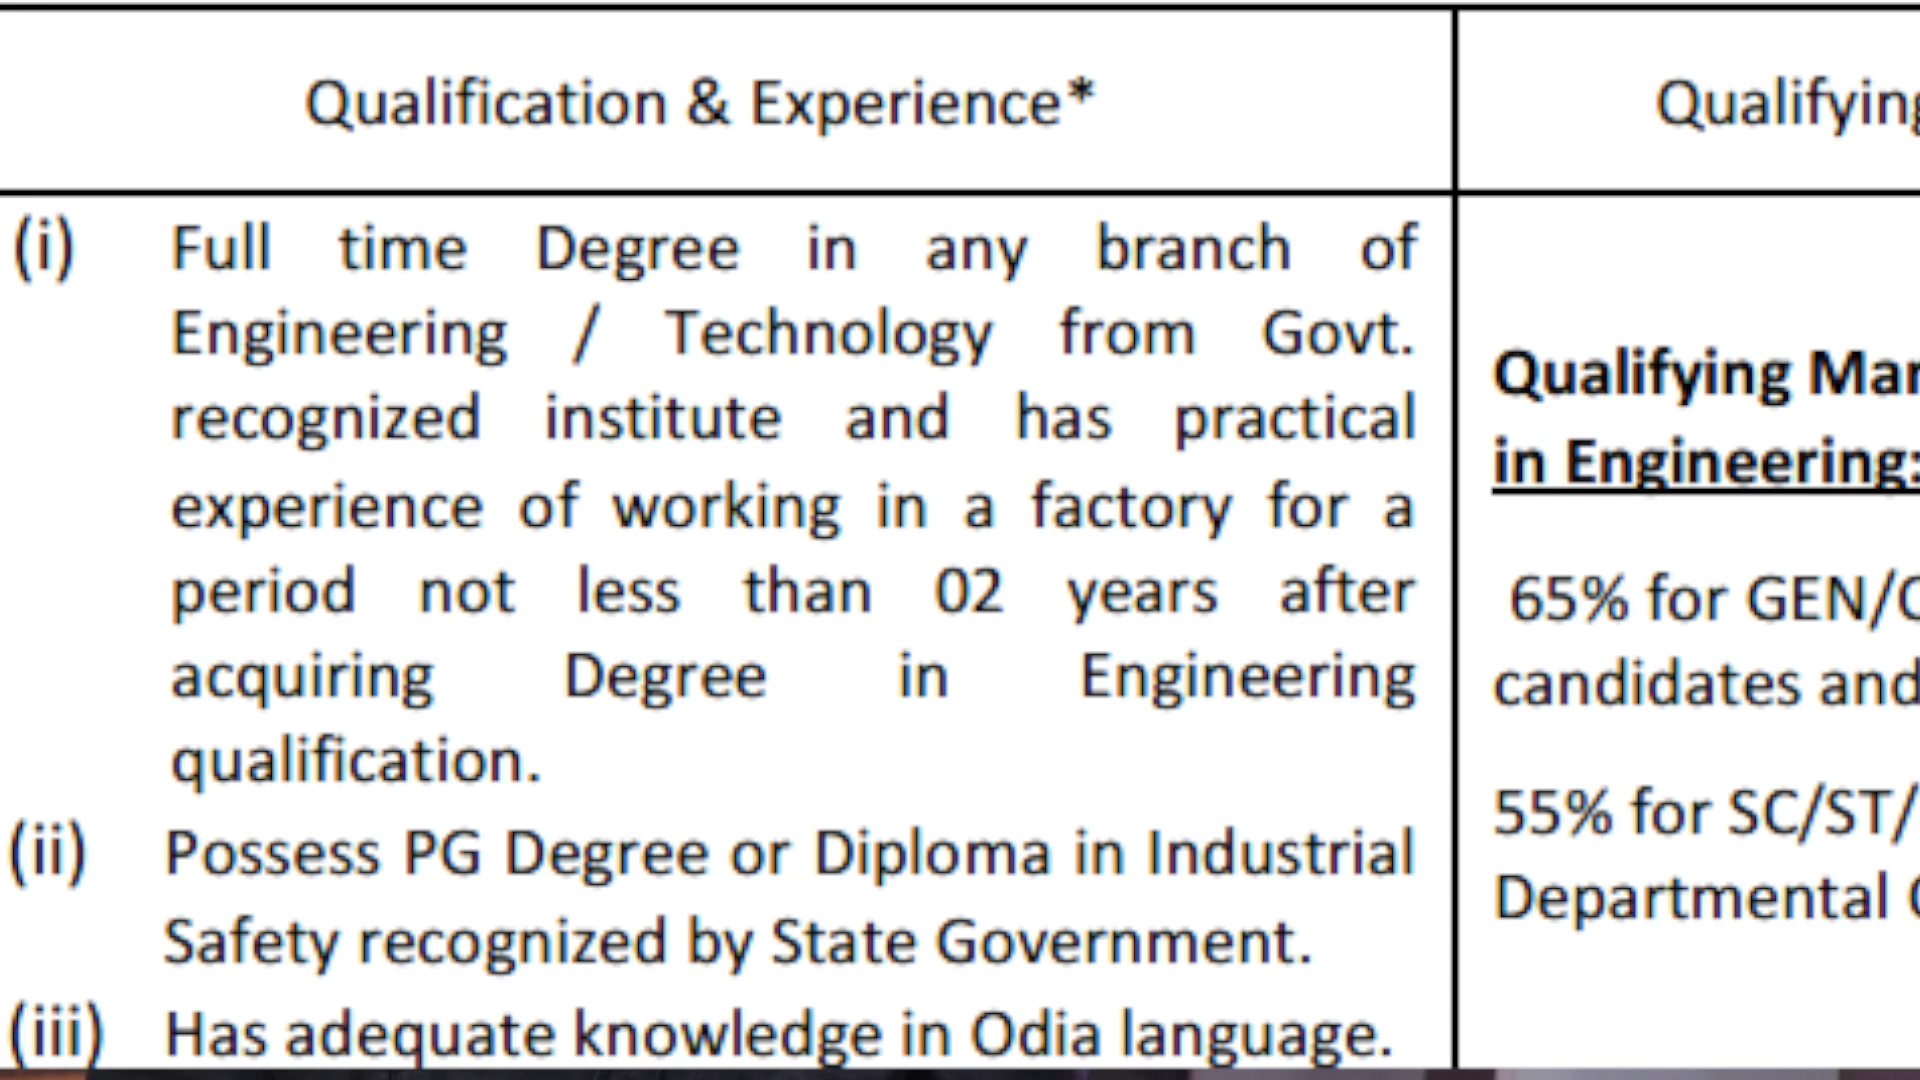 Qualification & Experience*
Qualifying
(i) Full time Degree in any branch of
Engineering / Technology from Govt.
recognized institute and has practical
experience of working in a factory for a
period not less than 02 years after
acquiring Degree in Engineering
qualification.
(ii) Possess PG Degree or Diploma in Industrial
Safety recognized by State Government.
(iii) Has adequate knowledge in Odia language.
Qualifying
in Engineering:
65% for GEN/
candidates and
55% for SC/ST/
Departmental